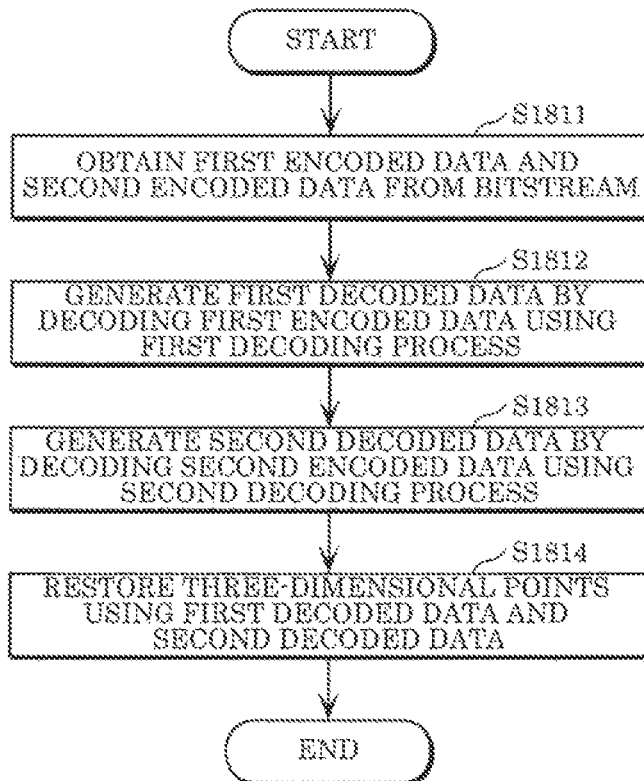 START
S1811
OBTAIN FIRST ENCODED DATA AND
SECOND ENCODED DATA FROM BITSTREAM
S1812
GENERATE FIRST DECODED DATA BY
DECODING FIRST ENCODED DATA USING
FIRST DECODING PROCESS
S1813
GENERATE SECOND DECODED DATA BY
DECODING SECOND ENCODED DATA USING
SECOND DECODING PROCESS
S1814
RESTORE THREE-DIMENSIONAL POINTS
USING FIRST DECODED DATA AND
SECOND DECODED DATA
END